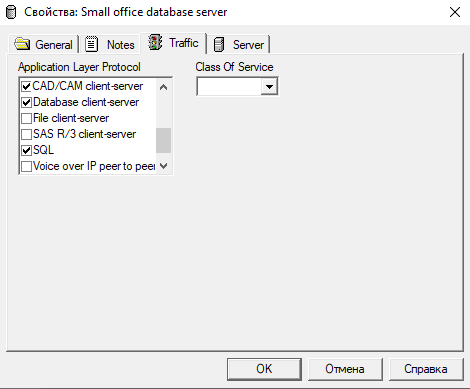 Свойства: Small office database server
General Notes Traffic Server
Application Layer Protocol Class Of Service
CAD/CAM client-server
Database client-server
File client-server
SAS R/3 client-server
SQL
Voice over IP peer to peer
OK Отмена Справка